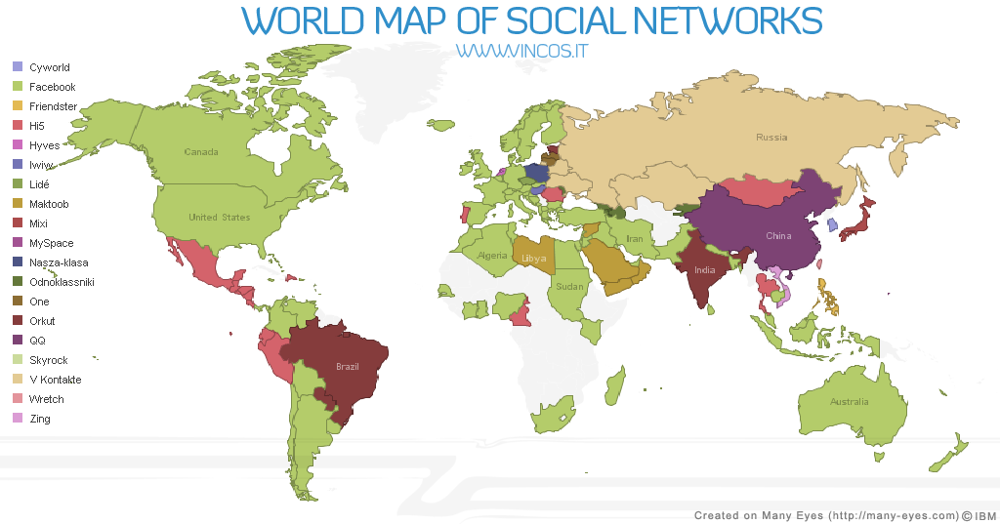 WORLD MAP OF SOCIAL NETWORKS
WWW.VINCOS.IT
Cyworld
Facebook
Friendster
Hi5
Hyves
Iwiw
Lidé
Maktoob
Mixi
MySpace
Nasza-klasa
Odnoklassniki
One
Orkut
QQ
Skyrock
V Kontakte
Wretch
Zing
Canada
United States
Brazil
Russia
China
India
Iran
Algeria
Libya
Sudan
Australia
Created on Many Eyes (http://many-eyes.com) © IBM